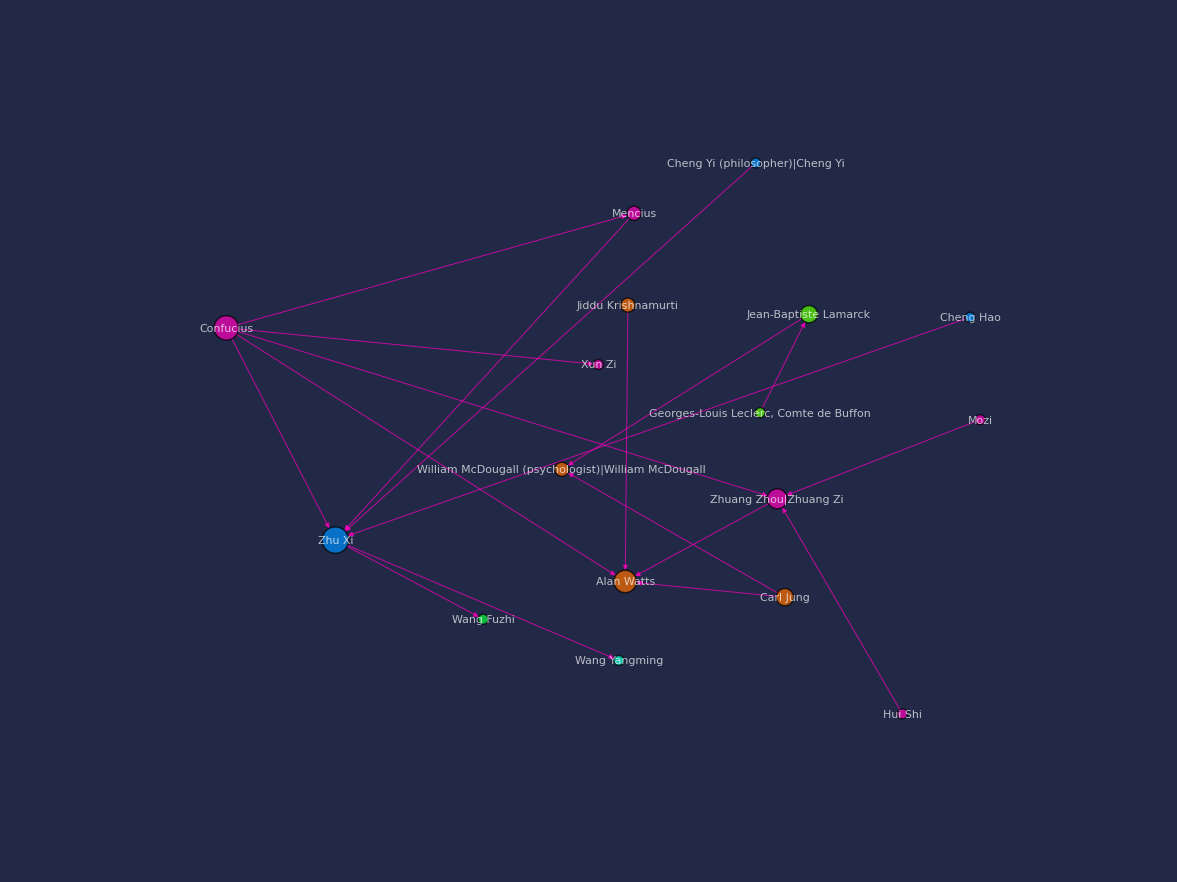 Cheng Yi (philosopher)|Cheng Yi
Mencius
Jiddu Krishnamurti
Jean-Baptiste Lamarck
Cheng Hao
Confucius
Xun Zi
Georges-Louis Leclerc, Comte de Buffon
Mozi
William McDougall (psychologist)|William McDougall
Zhuang Zhou|Zhuang Zi
Zhu Xi
Alan Watts
Carl Jung
Wang Fuzhi
Wang Yangming
Hui Shi